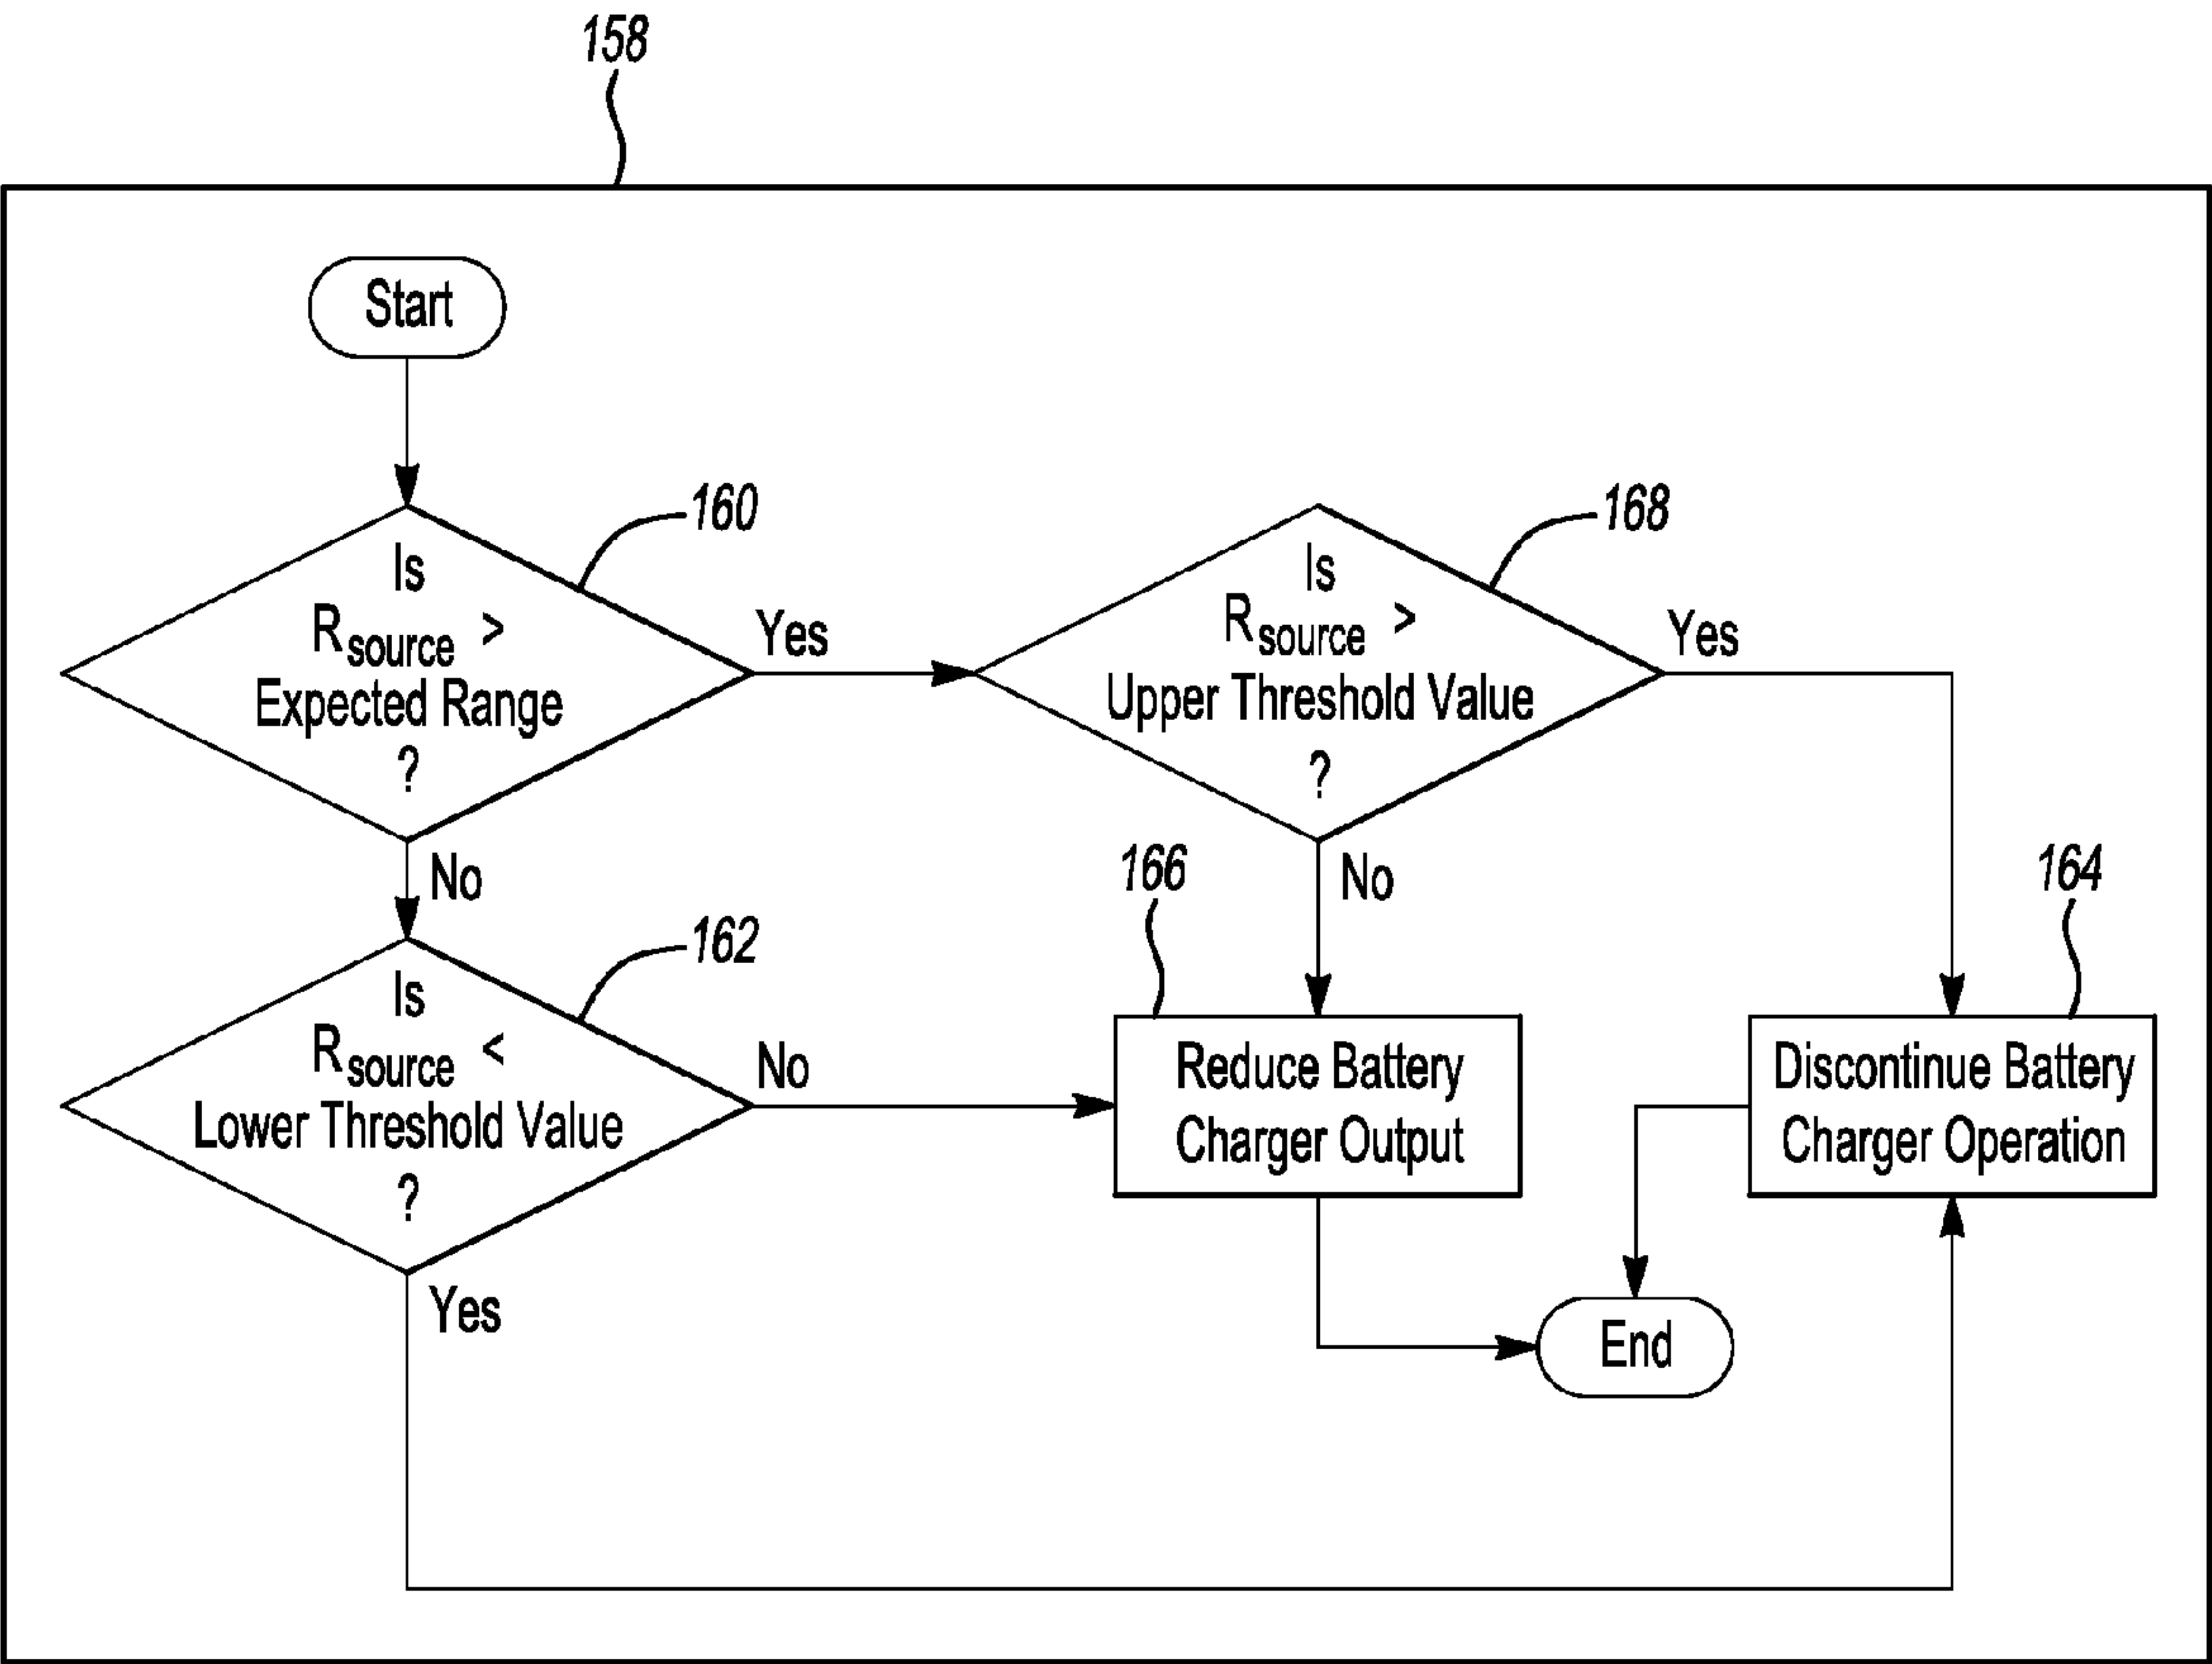 158
Start
160
Is
Rsource >
Expected Range
?
Yes
168
Is
Rsource >
Upper Threshold Value
?
Yes
No
162
Is
Rsource <
Lower Threshold Value
?
No
Yes
No
166
Reduce Battery
Charger Output
164
Discontinue Battery
Charger Operation
End